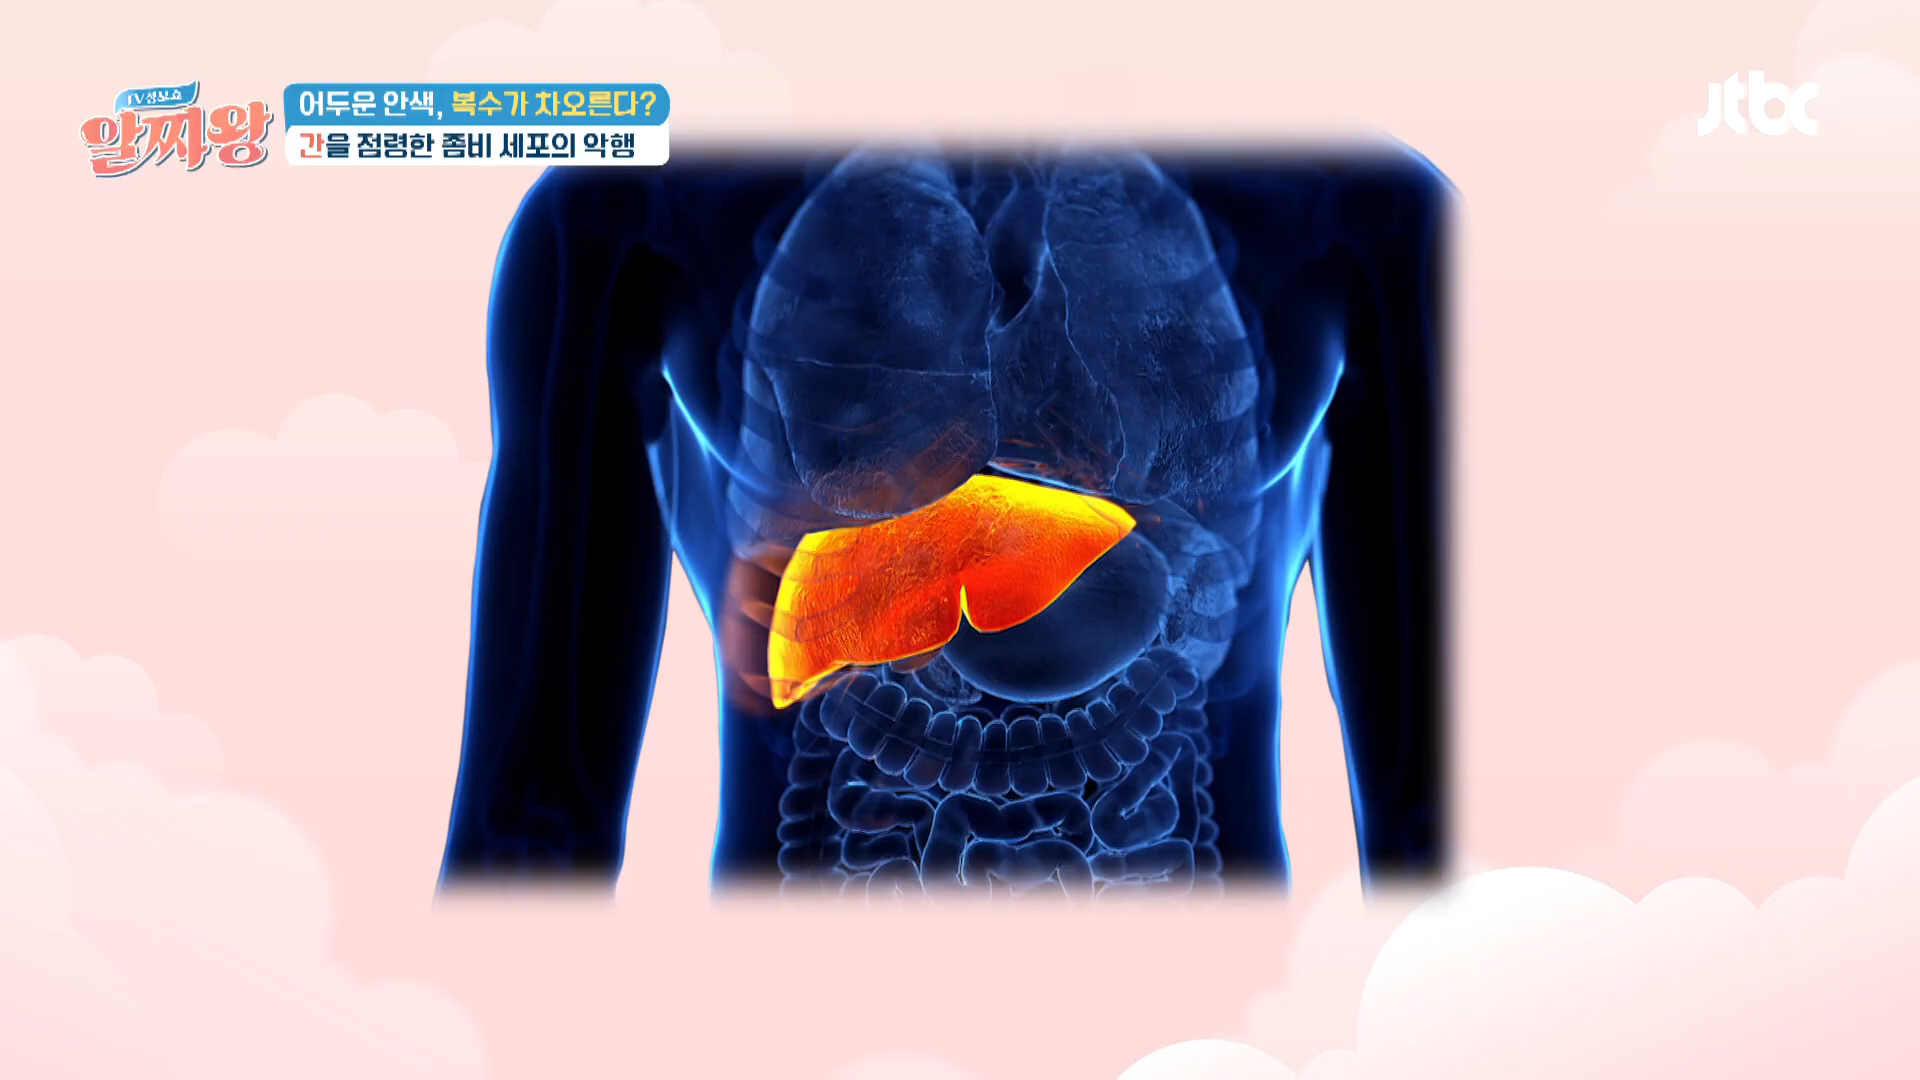 TV정보쇼
알짜왕
어두운 안색, 복수가 차오른다?
간을 점령한 좀비 세포의 악행
jtbc